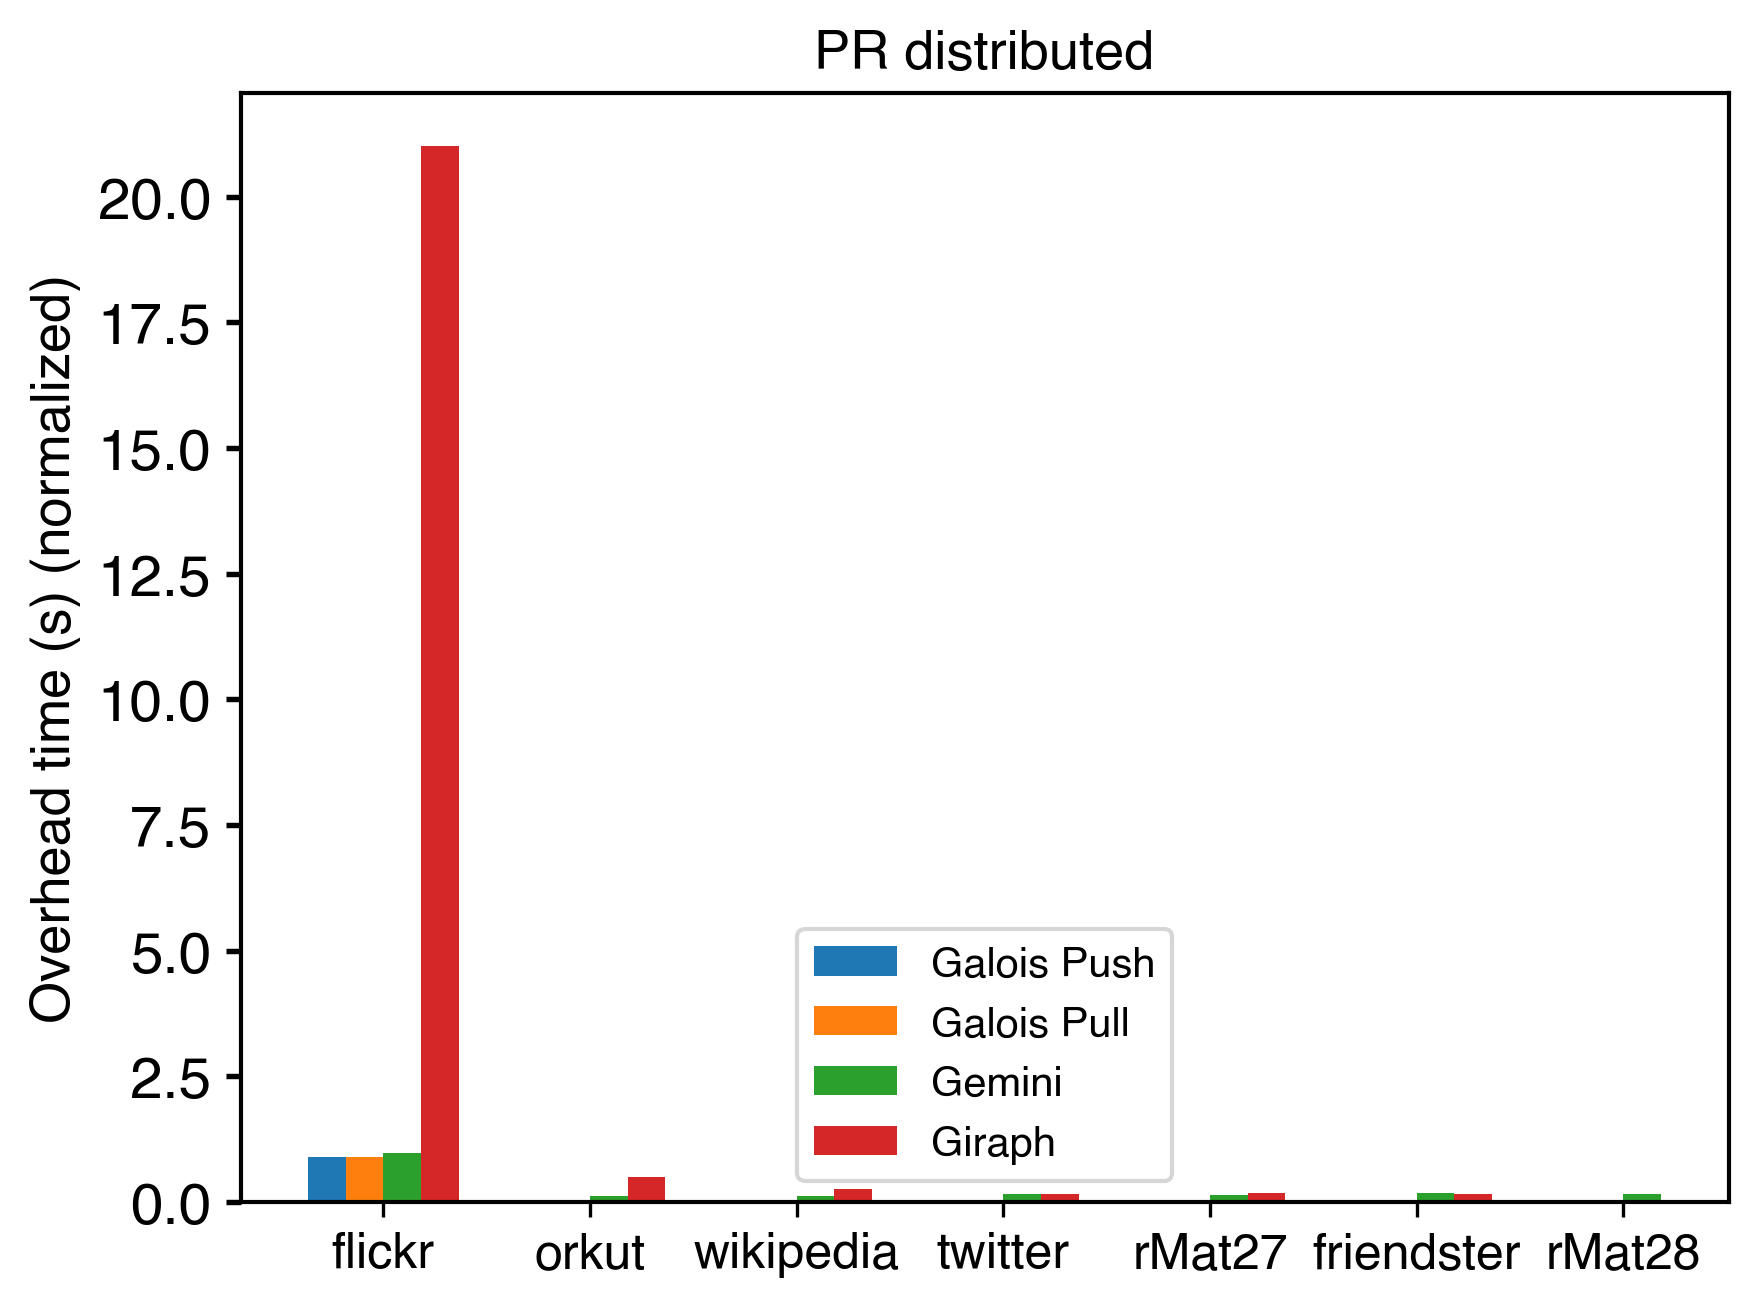 PR distributed
Overhead time (s) (normalized)
20.0
17.5
15.0
12.5
10.0
7.5
5.0
2.5
0.0
Galois Push
Galois Pull
Gemini
Giraph
flickr orkut wikipedia twitter rMat27 friendster rMat28